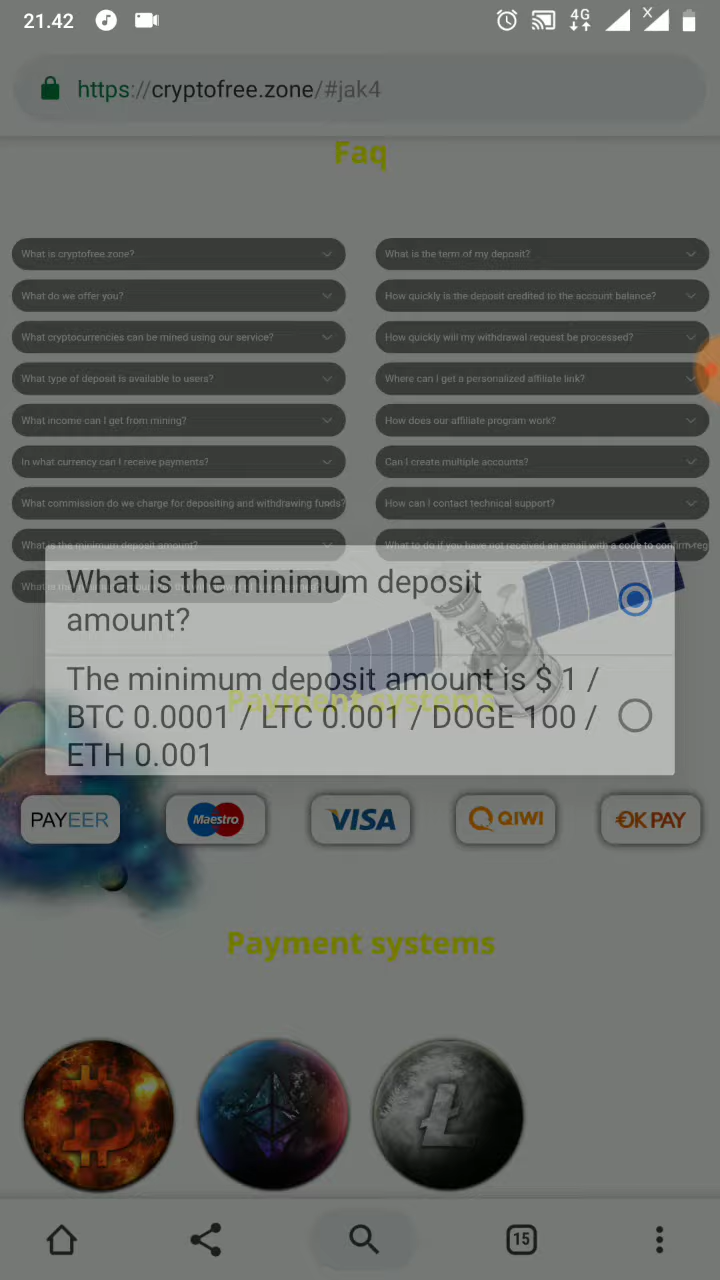 21.42
4G
X
https://cryptofree.zone/#jak4
Faq
What is cryptofree.zone?
What is the term of my deposit?
What do we offer you?
How quickly is the deposit credited to the account balance?
What cryptocurrencies can be mined using our service?
How quickly will my withdrawal request be processed?
What type of deposit is available to users?
Where can I get a personalized affiliate link?
What income can I get from mining?
How does our affiliate program work?
In what currency can I receive payments?
Can I create multiple accounts?
What commission do we charge for depositing and withdrawing funds?
How can I contact technical support?
What is the minimum deposit amount?
What to do if you have not received an email with a code to confirm reg
What is the
What is the minimum deposit
amount?
The minimum deposit amount is $ 1 /
BTC 0.0001 / LTC 0.001 / DOGE 100 /
ETH 0.001
Payment systems
PAYEER
Maestro
VISA
QIWI
OKPAY
Payment systems
15